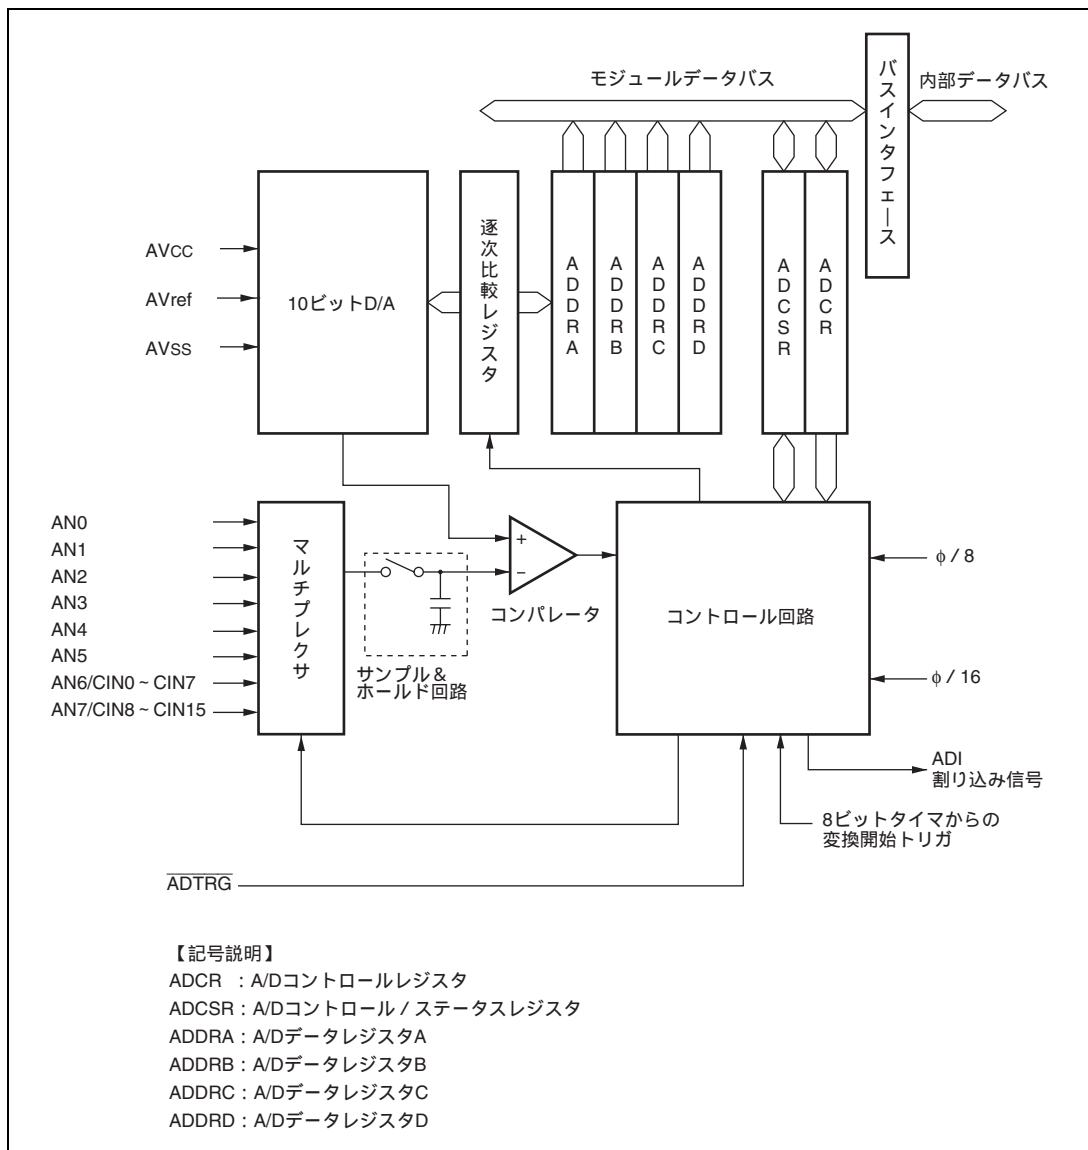 モジュールデータバス
バスインタフェース
内部データバス
AVCC
AVref
AVSS
10ビットD/A
逐次比較レジスタ
ADDRA
ADDRB
ADDRC
ADDRD
ADCSR
ADCR
AN0
AN1
AN2
AN3
AN4
AN5
AN6/CIN0~CIN7
AN7/CIN8~CIN15
マルチプレクサ
サンプル&
ホールド回路
+
−
コンパレータ
コントロール回路
φ/8
φ/16
ADI
割り込み信号
8ビットタイマからの
変換開始トリガ
ADTRG
【記号説明】
ADCR :A/Dコントロールレジスタ
ADCSR:A/Dコントロール/ステータスレジスタ
ADDRA:A/DデータレジスタA
ADDRB:A/DデータレジスタB
ADDRC:A/DデータレジスタC
ADDRD:A/DデータレジスタD